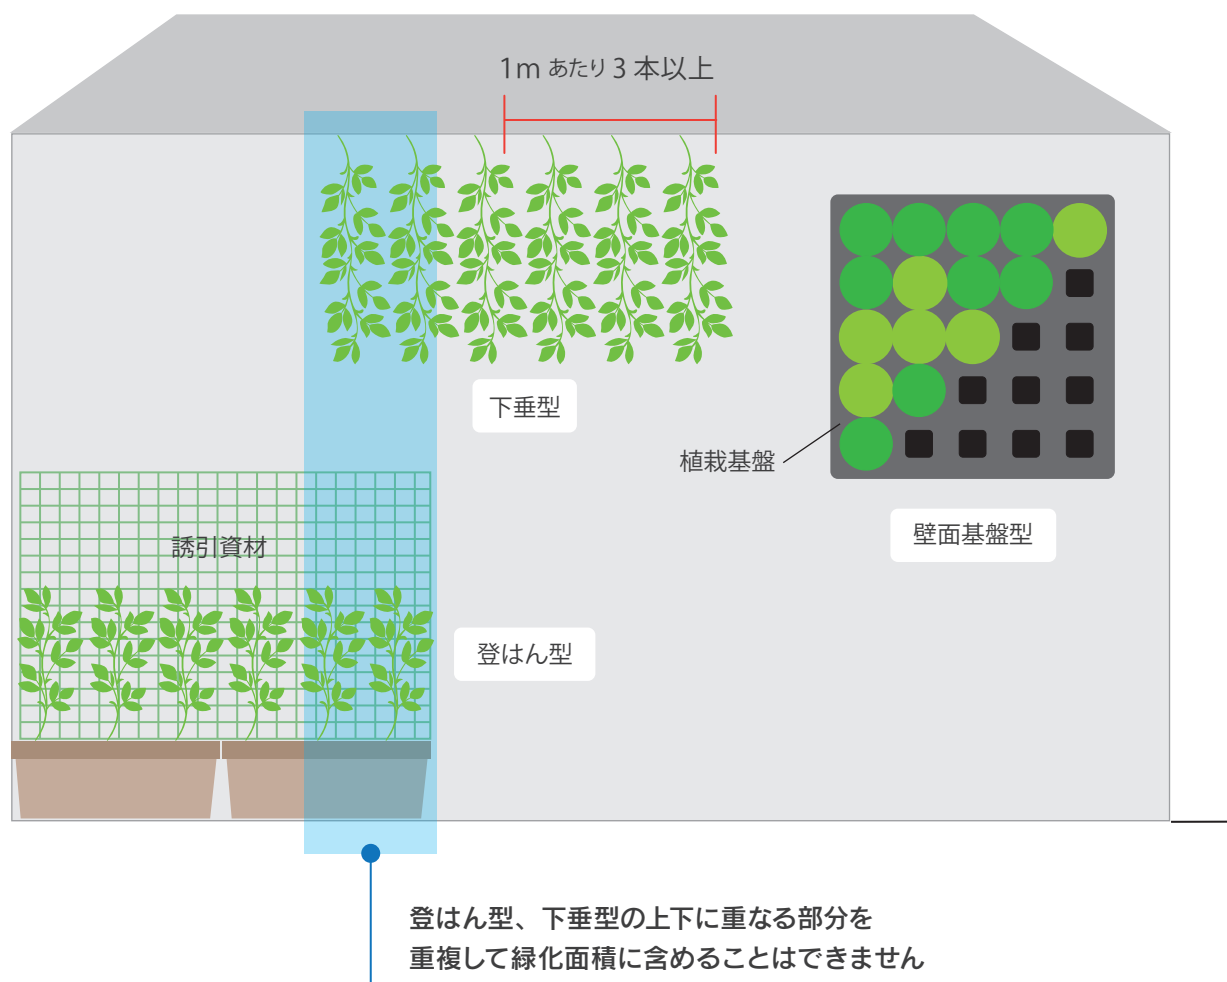 1m あたり 3 本以上
下垂型
植栽基盤
壁面基盤型
誘引資材
登はん型
登はん型、下垂型の上下に重なる部分を
重複して緑化面積に含めることはできません